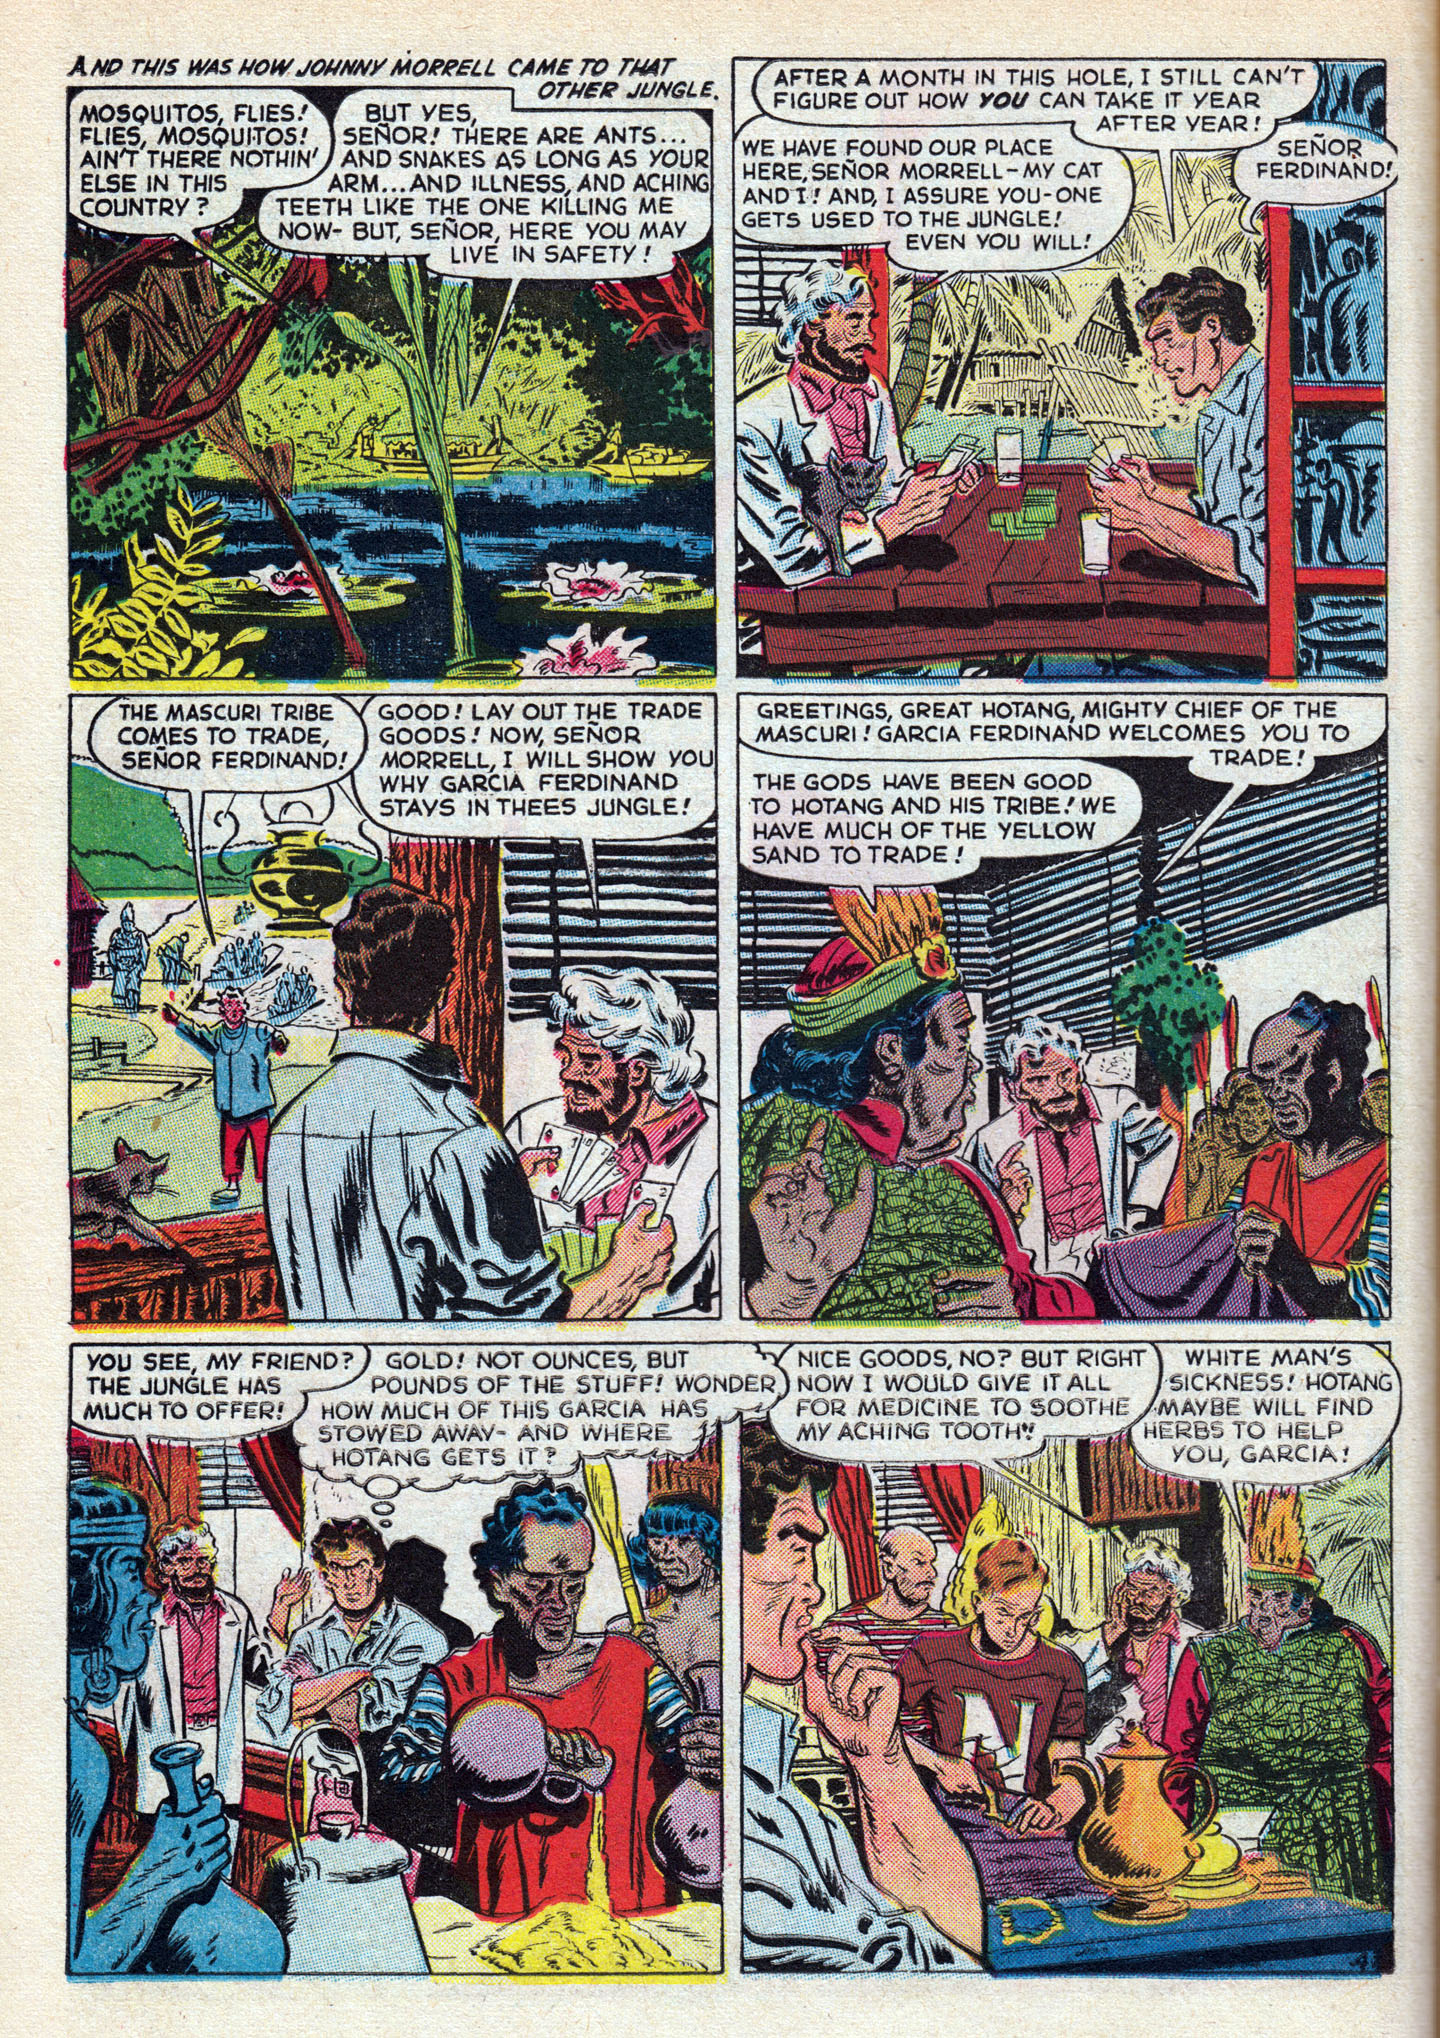 AND THIS WAS HOW JOHNNY MORRELL CAME TO THAT
OTHER JUNGLE.
MOSQUITOS, FLIES!
FLIES, MOSQUITOS!
AIN'T THERE NOTHIN'
ELSE IN THIS
COUNTRY?
BUT YES,
SEÑOR! THERE ARE ANTS...
AND SNAKES AS LONG AS YOUR
ARM...AND ILLNESS, AND ACHING
TEETH LIKE THE ONE KILLING ME
NOW- BUT, SEÑOR, HERE YOU MAY
LIVE IN SAFETY!
AFTER A MONTH IN THIS HOLE, I STILL CAN'T
FIGURE OUT HOW YOU CAN TAKE IT YEAR
AFTER YEAR!
WE HAVE FOUND OUR PLACE
HERE, SEÑOR MORRELL-MY CAT
AND I! AND, I ASSURE YOU-ONE
GETS USED TO THE JUNGLE!
EVEN YOU WILL!
SEÑOR
FERDINAND!
THE MASCURI TRIBE
COMES TO TRADE,
SEÑOR FERDINAND!
GOOD! LAY OUT THE TRADE
GOODS! NOW, SEÑOR
MORRELL, I WILL SHOW YOU
WHY GARCIA FERDINAND
STAYS IN THEES JUNGLE!
7
10
2
GREETINGS, GREAT HOTANG, MIGHTY CHIEF OF THE
MASCURI! GARCIA FERDINAND WELCOMES YOU TO
TRADE!
THE GODS HAVE BEEN GOOD
TO HOTANG AND HIS TRIBE! WE
HAVE MUCH OF THE YELLOW
SAND TO TRADE!
YOU SEE, MY FRIEND?
THE JUNGLE HAS
MUCH TO OFFER!
GOLD! NOT OUNCES, BUT
POUNDS OF THE STUFF! WONDER
HOW MUCH OF THIS GARCIA HAS
STOWED AWAY- AND WHERE
HOTANG GETS IT?
NICE GOODS, NO? BUT RIGHT
NOW I WOULD GIVE IT ALL
FOR MEDICINE TO SOOTHE
MY ACHING TOOTH!
WHITE MAN'S
SICKNESS! HOTANG
MAYBE WILL FIND
HERBS TO HELP
YOU, GARCIA!
N
4